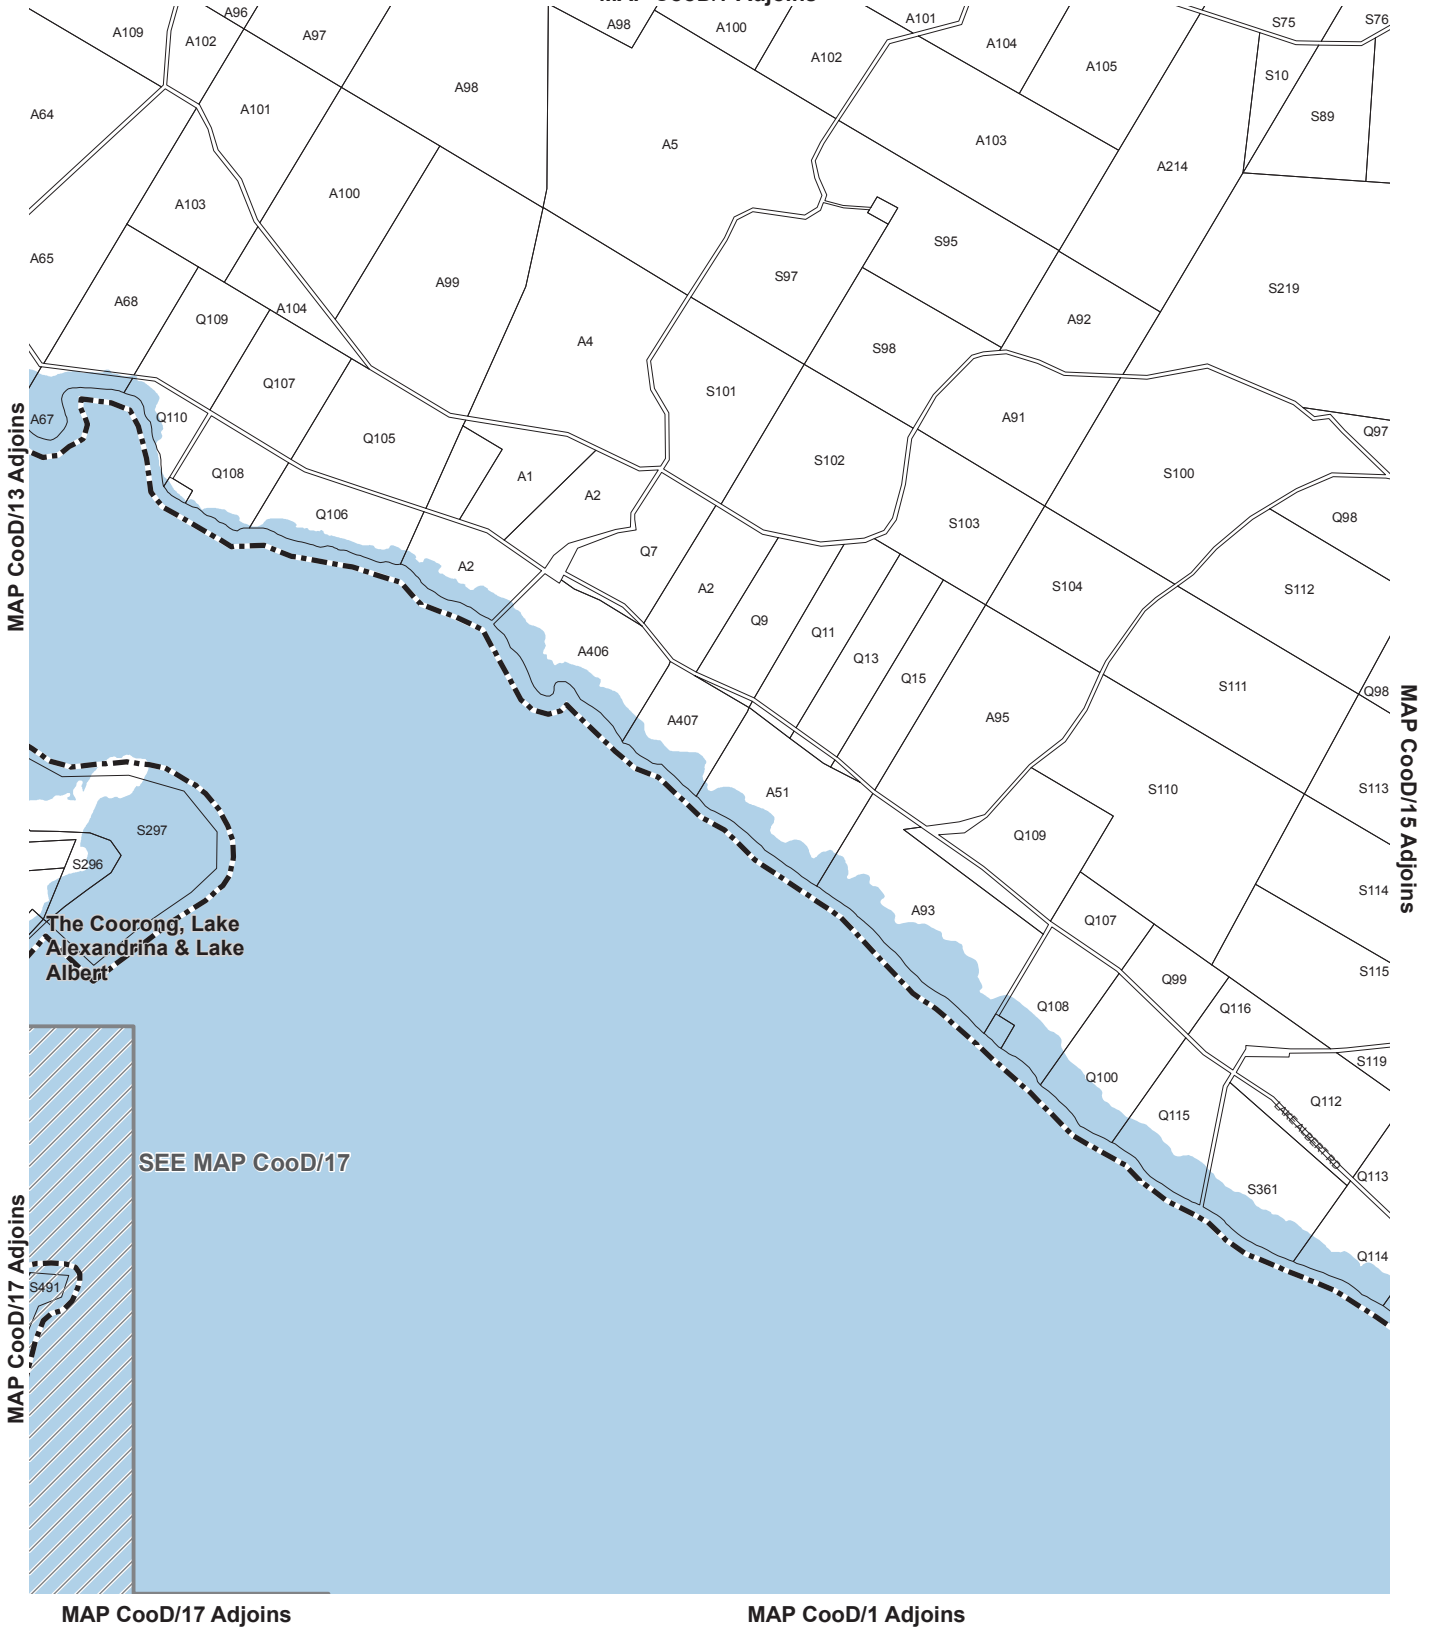 A96
A109
A102
A97
A98
A100
A101
S75
S76
A102
A104
A105
S10
A98
A64
A101
S89
A5
A103
A214
A100
A103
S95
A65
S97
A99
S219
A68
A104
Q109
A92
A4
S98
Q107
S101
A67
Q110
A91
Q97
Q105
S102
Q108
A1
S100
A2
Q106
S103
Q98
A2
Q7
A2
S104
S112
Q9
Q11
A406
Q13
Q15
S111
Q98
A407
A95
A51
S110
S113
S297
Q109
S296
S114
A93
Q107
The Coorong, Lake
Alexandrina & Lake
Albert
S115
Q99
Q108
Q116
S119
Q100
Q112
Q115
LAKE ALBERT RD
SEE MAP CooD/17
Q113
S361
Q114
S491
MAP CooD/13 Adjoins
MAP CooD/17 Adjoins
MAP CooD/15 Adjoins
MAP CooD/17 Adjoins
MAP CooD/1 Adjoins